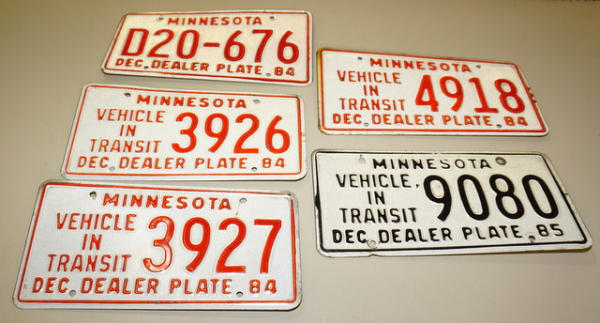 MINNESOTA
D20-676
DEC. DEALER PLATE 84
MINNESOTA
VEHICLE
IN
TRANSIT
3926
DEC. DEALER PLATE 84
MINNESOTA
VEHICLE
IN
TRANSIT
3927
DEC. DEALER PLATE 84
MINNESOTA
VEHICLE
IN
TRANSIT
4918
DEC. DEALER PLATE 84
MINNESOTA
VEHICLE
IN
TRANSIT
9080
DEC. DEALER PLATE 85